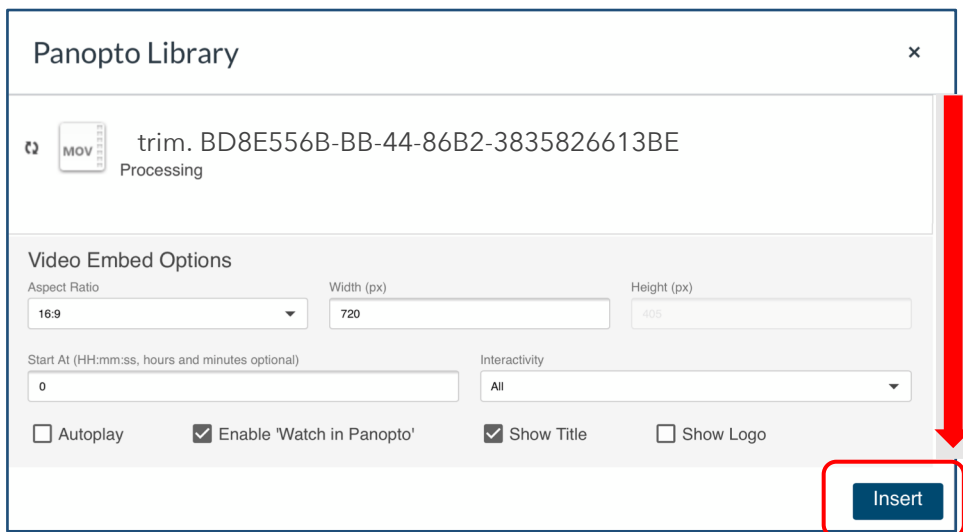 Panopto Library ×
MOV trim. BD8E556B-BB-44-86B2-3835826613BE
Processing
Video Embed Options
Aspect Ratio Width (px) Height (px)
16:9 720 405
Start At (HH:mm:ss, hours and minutes optional) Interactivity
0 All
Autoplay Enable 'Watch in Panopto' Show Title Show Logo
Insert